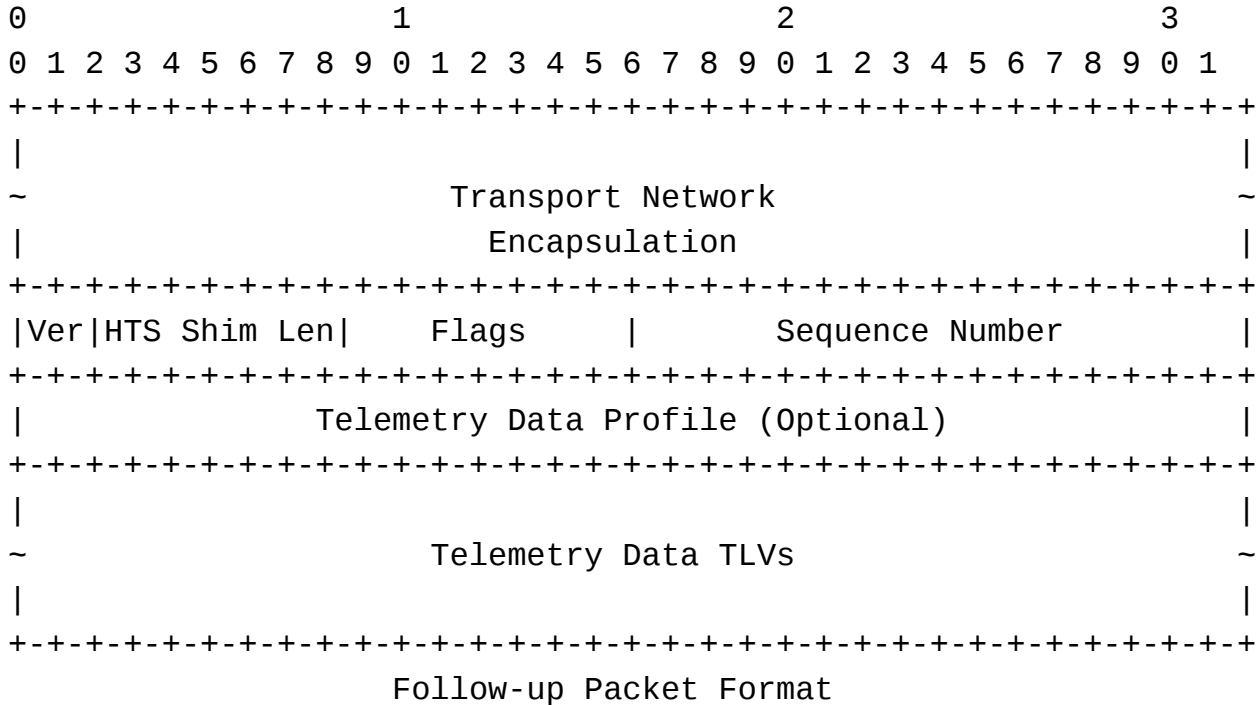 0                   1                   2                   3
0 1 2 3 4 5 6 7 8 9 0 1 2 3 4 5 6 7 8 9 0 1 2 3 4 5 6 7 8 9 0 1
+-+-+-+-+-+-+-+-+-+-+-+-+-+-+-+-+-+-+-+-+-+-+-+-+-+-+-+-+-+-+-+-+
|                                                               |
~                       Transport Network                       ~
|                         Encapsulation                         |
+-+-+-+-+-+-+-+-+-+-+-+-+-+-+-+-+-+-+-+-+-+-+-+-+-+-+-+-+-+-+-+-+
|Ver|HTS Shim Len|    Flags     |       Sequence Number         |
+-+-+-+-+-+-+-+-+-+-+-+-+-+-+-+-+-+-+-+-+-+-+-+-+-+-+-+-+-+-+-+-+
|               Telemetry Data Profile (Optional)               |
+-+-+-+-+-+-+-+-+-+-+-+-+-+-+-+-+-+-+-+-+-+-+-+-+-+-+-+-+-+-+-+-+
|                                                               |
~                      Telemetry Data TLVs                      ~
|                                                               |
+-+-+-+-+-+-+-+-+-+-+-+-+-+-+-+-+-+-+-+-+-+-+-+-+-+-+-+-+-+-+-+-+
                    Follow-up Packet Format